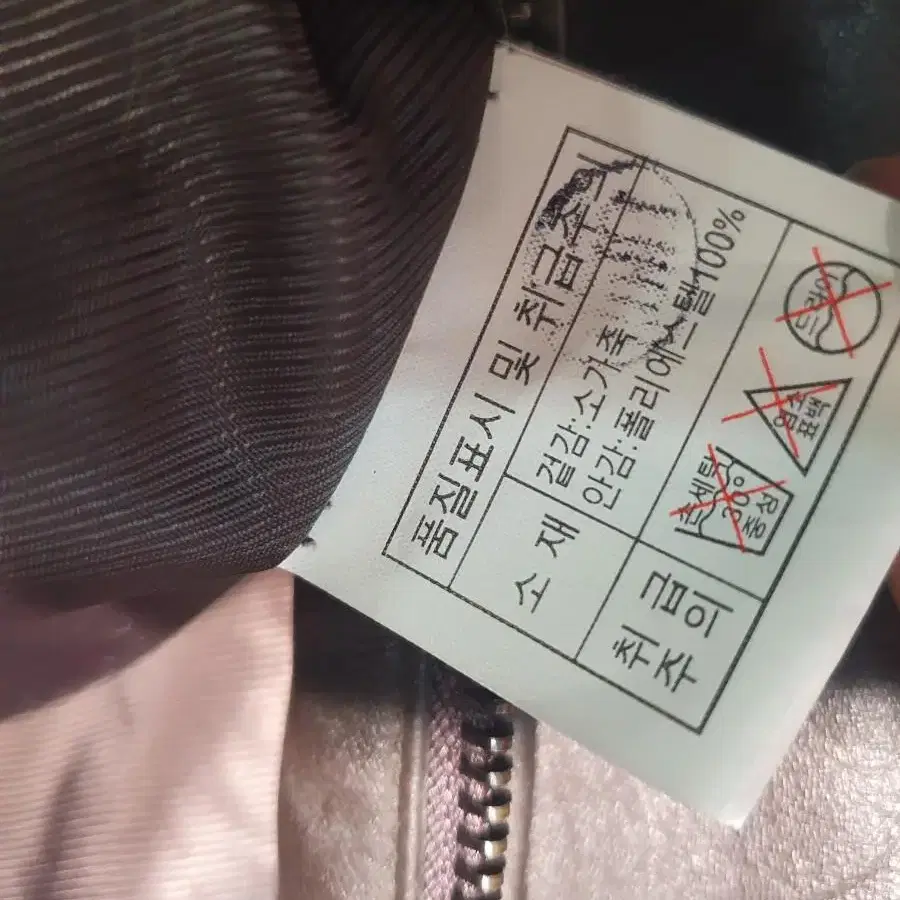 품질표시 및 취급주의
소 재
겉감:소가죽
안감:폴리에스텔100%
취 급
주 의
손세탁
30°
중성
염소
표백
드라이